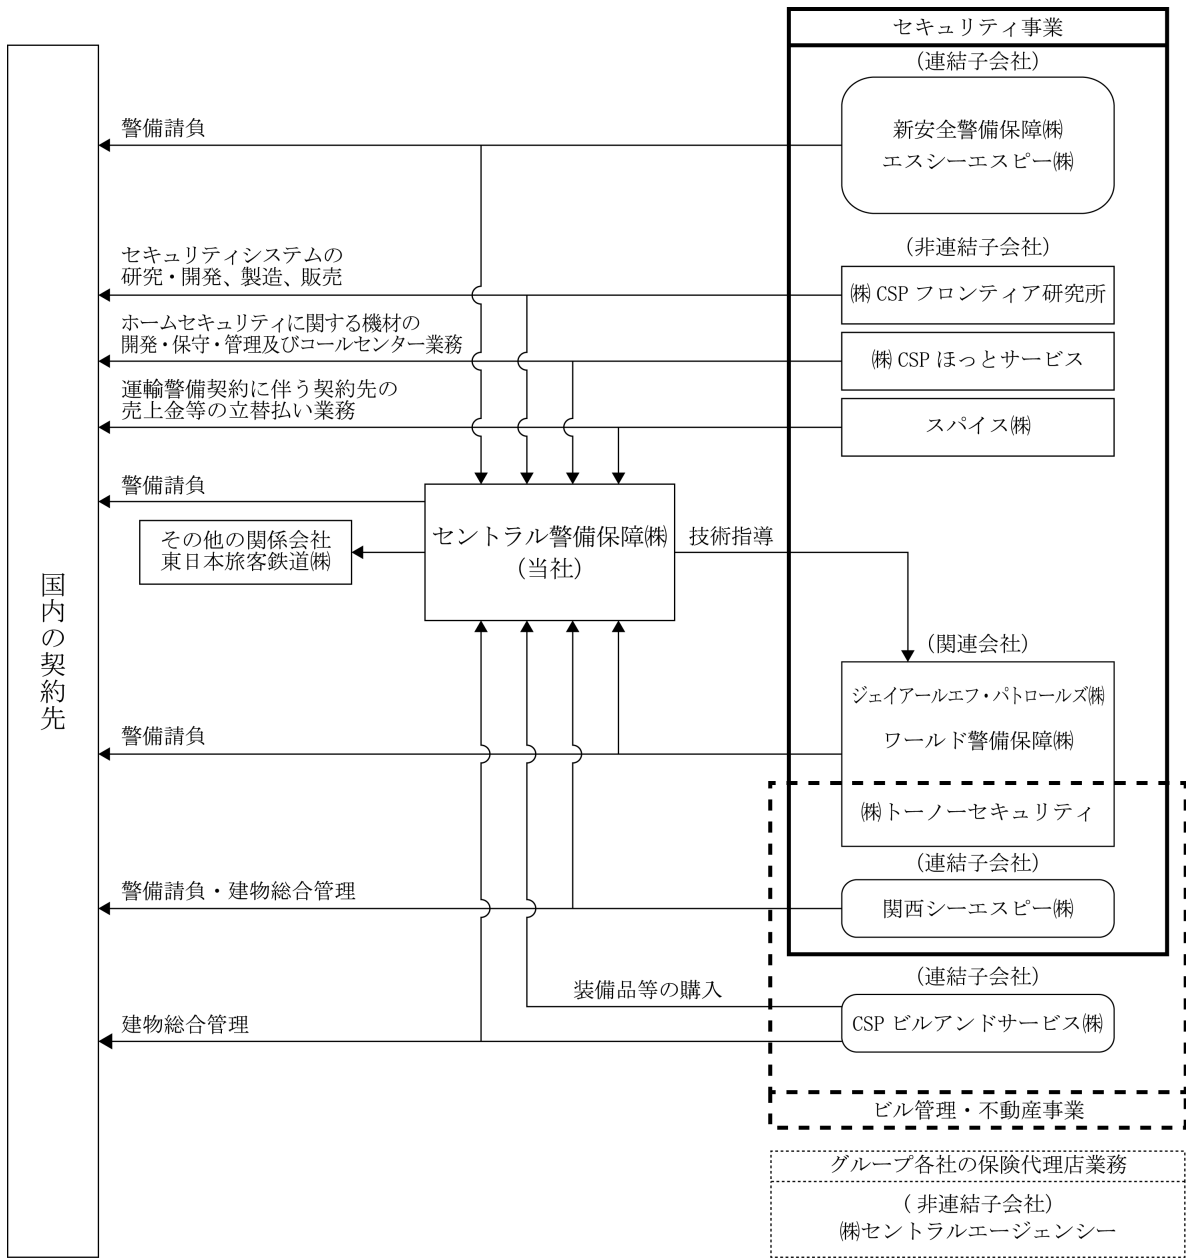 セキュリティ事業
(連結子会社)
新安全警備保障㈱
エスシーエスピー㈱
警備請負
(非連結子会社)
セキュリティシステムの
研究・開発、製造、販売
㈱ CSP フロンティア研究所
ホームセキュリティに関する機材の
開発・保守・管理及びコールセンター業務
㈱ CSP ほっとサービス
運輸警備契約に伴う契約先の
売上金等の立替払い業務
スパイス㈱
警備請負
セントラル警備保障㈱
(当社)
技術指導
その他の関係会社
東日本旅客鉄道㈱
国内の契約先
(関連会社)
ジェイアールエフ・パトロールズ㈱
ワールド警備保障㈱
㈱トーノーセキュリティ
警備請負
(連結子会社)
関西シーエスピー㈱
警備請負・建物総合管理
(連結子会社)
装備品等の購入
CSP ビルアンドサービス㈱
建物総合管理
ビル管理・不動産事業
グループ各社の保険代理店業務
(非連結子会社)
㈱セントラルエージェンシー